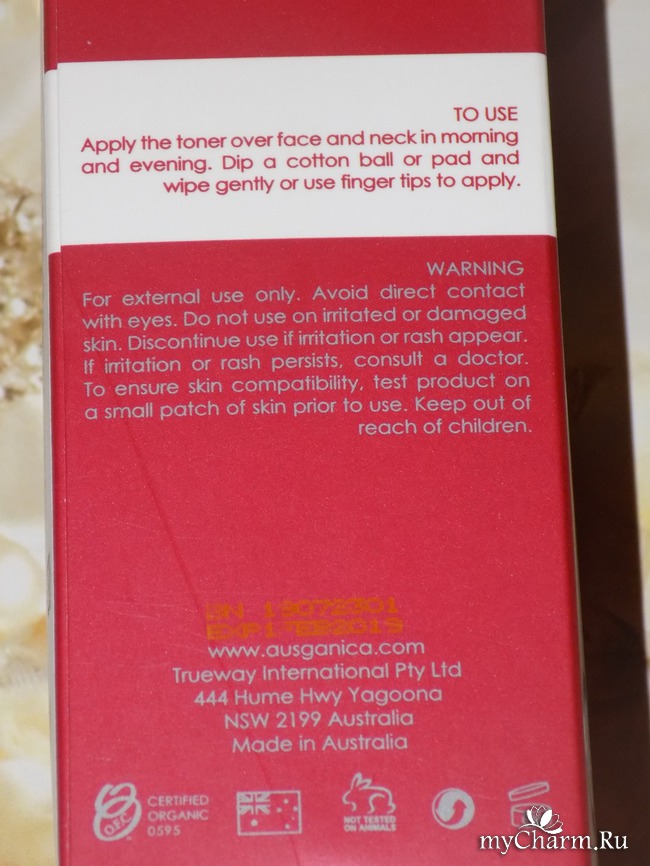 TO USE
Apply the toner over face and neck in morning
and evening. Dip a cotton ball or pad and
wipe gently or use finger tips to apply.
WARNING
For external use only. Avoid direct contact
with eyes. Do not use on irritated or damaged
skin. Discontinue use if irritation or rash appear.
If irritation or rash persists, consult a doctor.
To ensure skin compatibility, test product on
a small patch of skin prior to use. Keep out of
reach of children.
www.ausganica.com
Trueway International Pty Ltd
444 Hume Hwy Yagoona
NSW 2199 Australia
Made in Australia
OFC
CERTIFIED
ORGANIC
0595
NOT TESTED
ON ANIMALS
myCharm.Ru